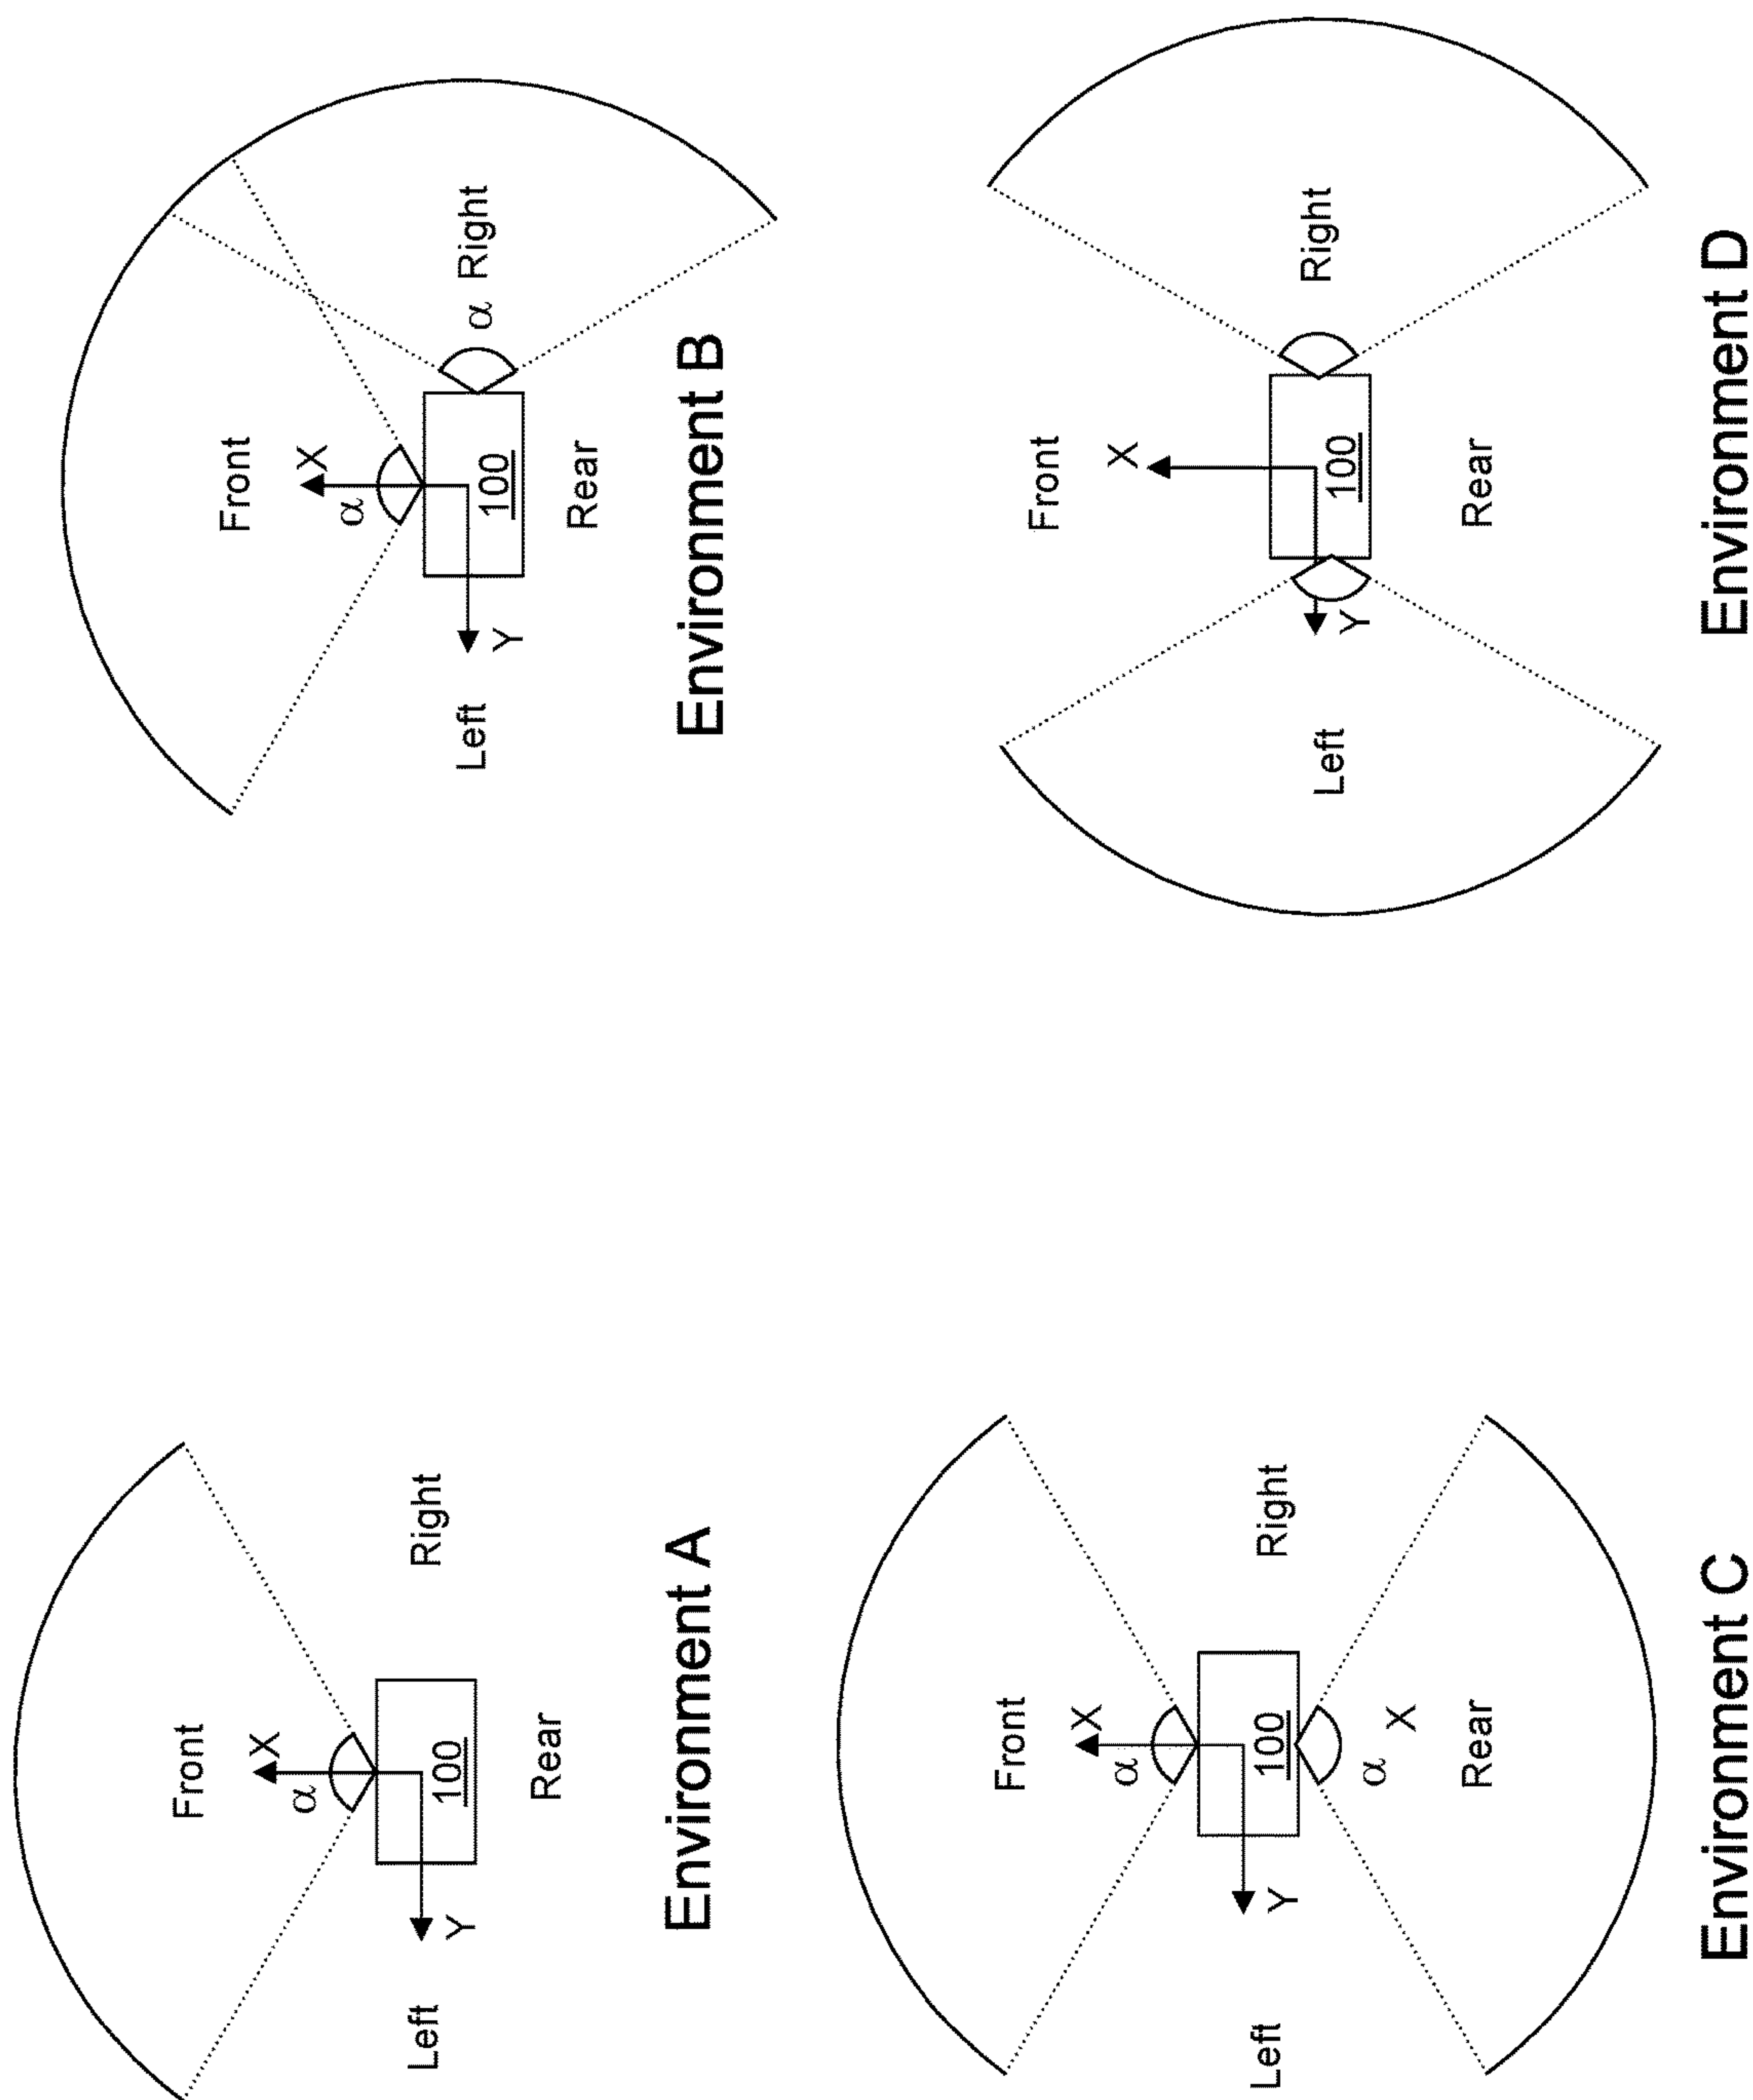 Front
X
α
Left
Right
100
Y
Rear
Environment A
Front
X
α
Left
α Right
100
Y
Rear
Environment B
Front
X
α
Left
Right
100
Y
α X
Rear
Environment C
Front
X
Left
Right
100
Y
Rear
Environment D